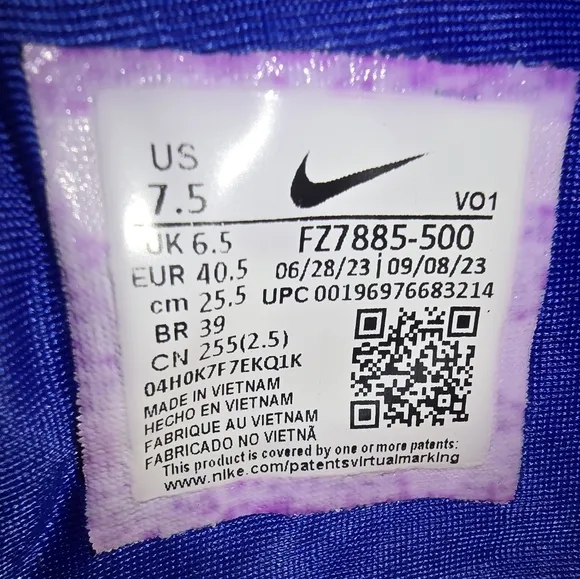 US
7.5
VO1
UK 6.5
FZ7885-500
EUR 40.5
06/28/23 | 09/08/23
cm 25.5
UPC 00196976683214
BR 39
CN 255(2.5)
04H0K7F7EKQ1K
MADE IN VIETNAM
HECHO EN VIETNAM
FABRIQUE AU VIETNAM
FABRICADO NO VIETNÃ
This product is covered by one or more patents:
www.nike.com/patentsvirtualmarking